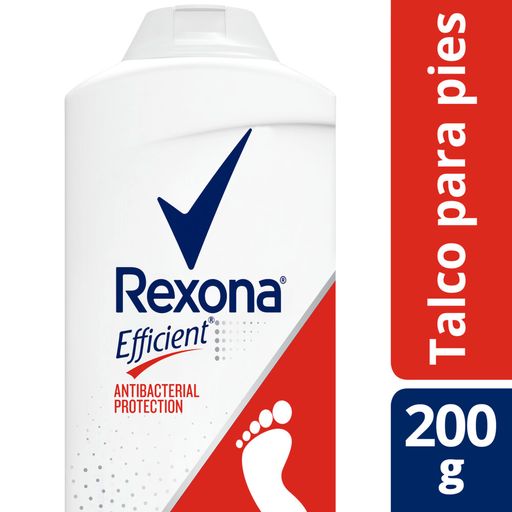 Rexona®
Efficient®
ANTIBACTERIAL
PROTECTION
Talco para pies
200
g